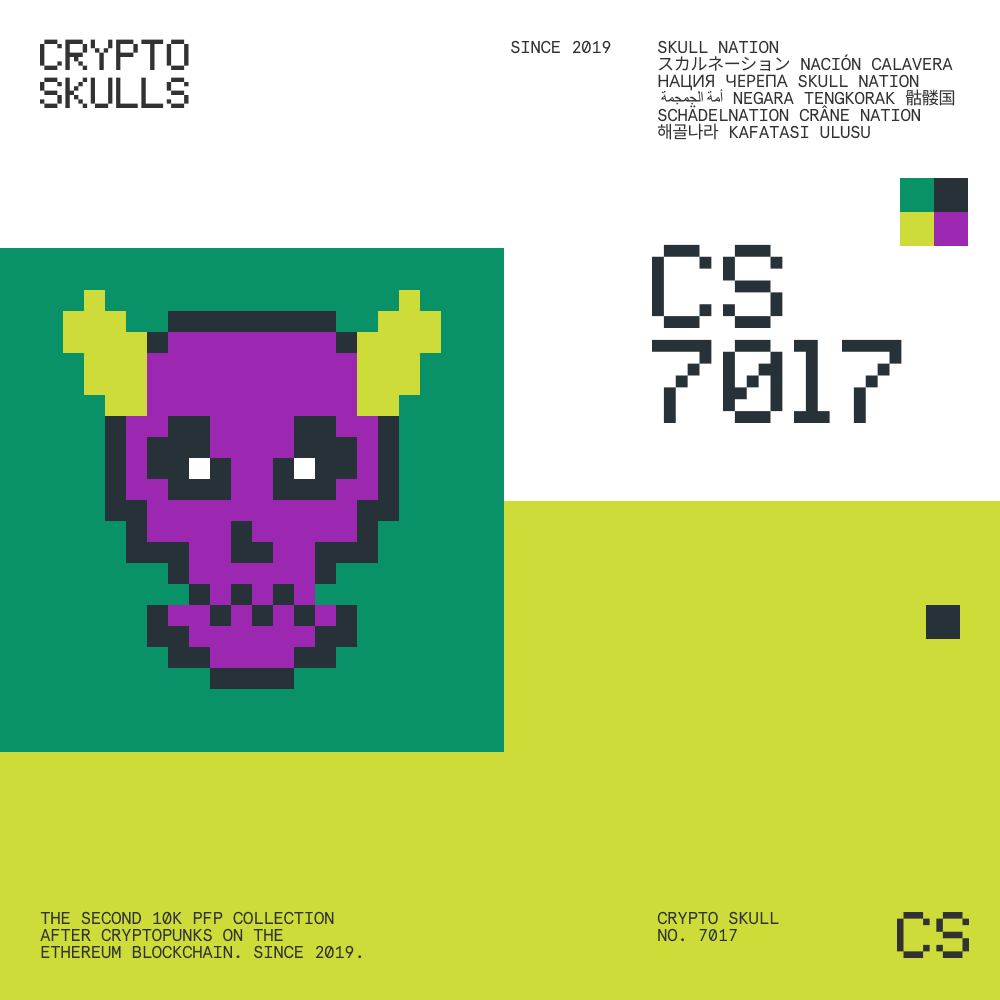 CRYPTO
SKULLS
SINCE 2019
SKULL NATION
スカルネーション NACIÓN CALAVERA
НАЦИЯ ЧЕРЕПА SKULL NATION
أمة الجمجمة NEGARA TENGKORAK 骷髅国
SCHÄDELNATION CRÂNE NATION
해골나라 KAFATASI ULUSU
CS
7017
THE SECOND 10K PFP COLLECTION
AFTER CRYPTOPUNKS ON THE
ETHEREUM BLOCKCHAIN. SINCE 2019.
CRYPTO SKULL
NO. 7017
CS